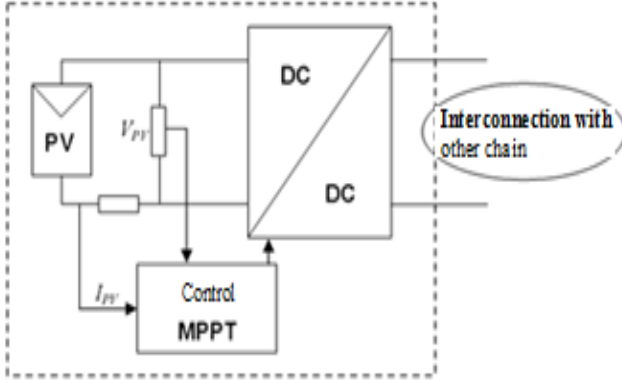 DC
PV
V_PV
Interconnection with
other chain
DC
I_PV
Control
MPPT